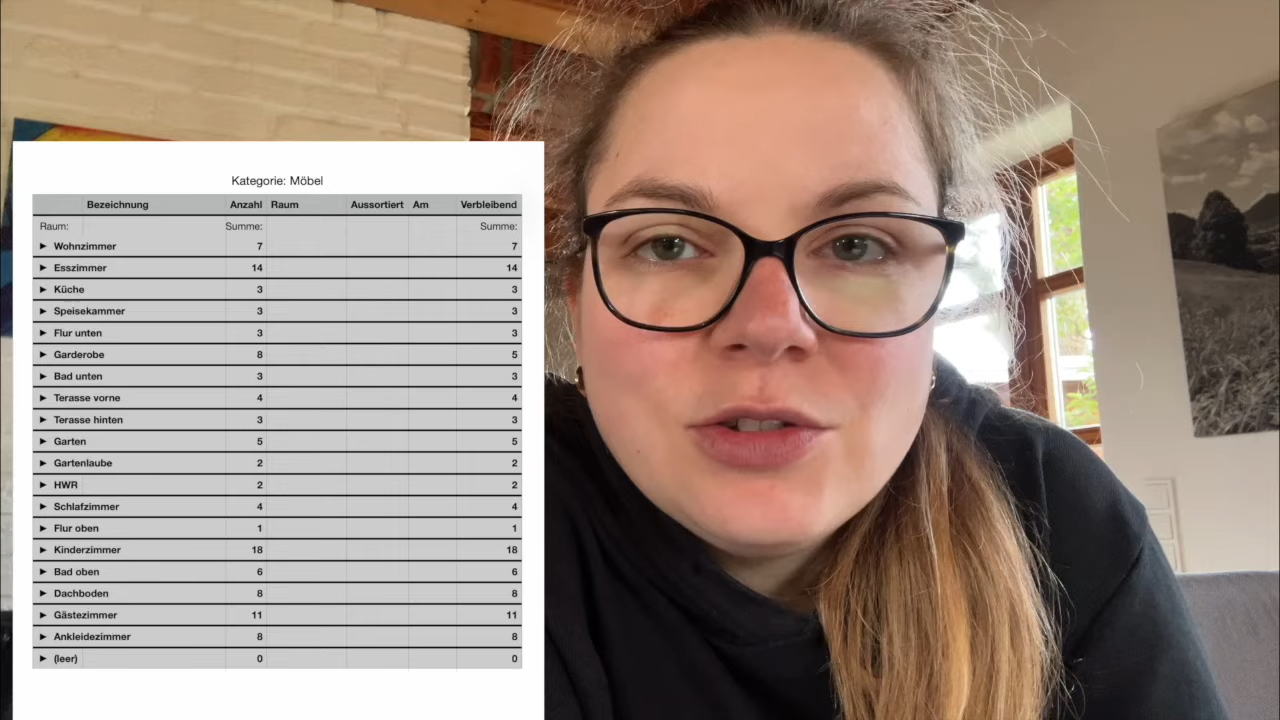 Kategorie: Möbel
Bezeichnung Anzahl Raum Aussortiert Am Verbleibend
Raum: Summe: Summe:
► Wohnzimmer 7 7
► Esszimmer 14 14
► Küche 3 3
► Speisekammer 3 3
► Flur unten 3 3
► Garderobe 8 5
► Bad unten 3 3
► Terasse vorne 4 4
► Terasse hinten 3 3
► Garten 5 5
► Gartenlaube 2 2
► HWR 2 2
► Schlafzimmer 4 4
► Flur oben 1 1
► Kinderzimmer 18 18
► Bad oben 6 6
► Dachboden 8 8
► Gästezimmer 11 11
► Ankleidezimmer 8 8
► (leer) 0 0